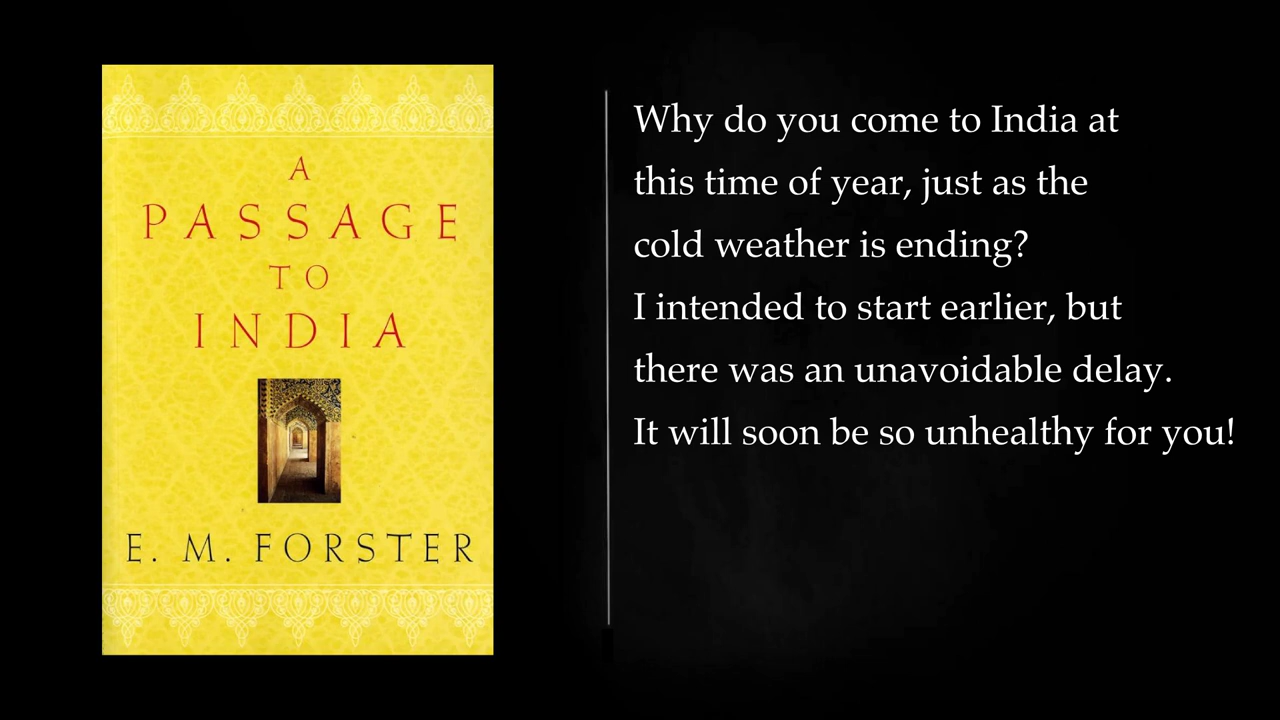 A
PASSAGE
TO
INDIA
E. M. FORSTER
Why do you come to India at
this time of year, just as the
cold weather is ending?
I intended to start earlier, but
there was an unavoidable delay.
It will soon be so unhealthy for you!